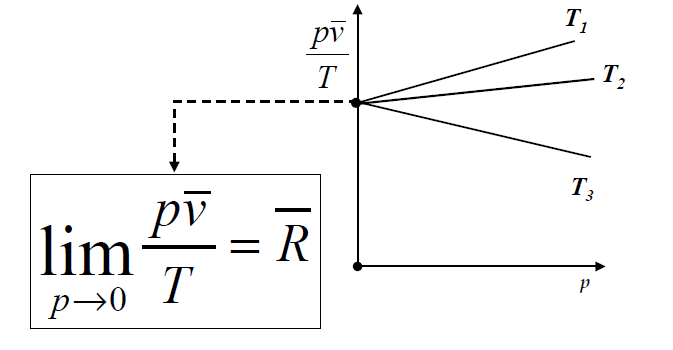 pv̅/T
T₁
T₂
T₃
p
lim p→0 pv̅/T = R̅